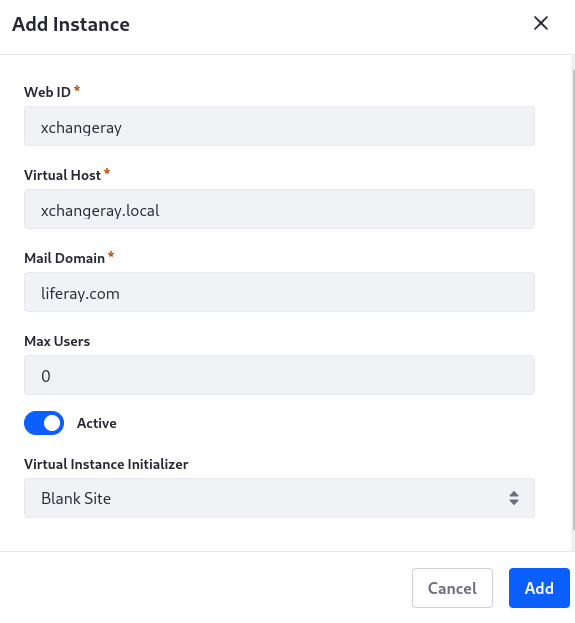 Add Instance
Web ID *
xchangeray
Virtual Host *
xchangeray.local
Mail Domain *
liferay.com
Max Users
0
Active
Virtual Instance Initializer
Blank Site
Cancel Add